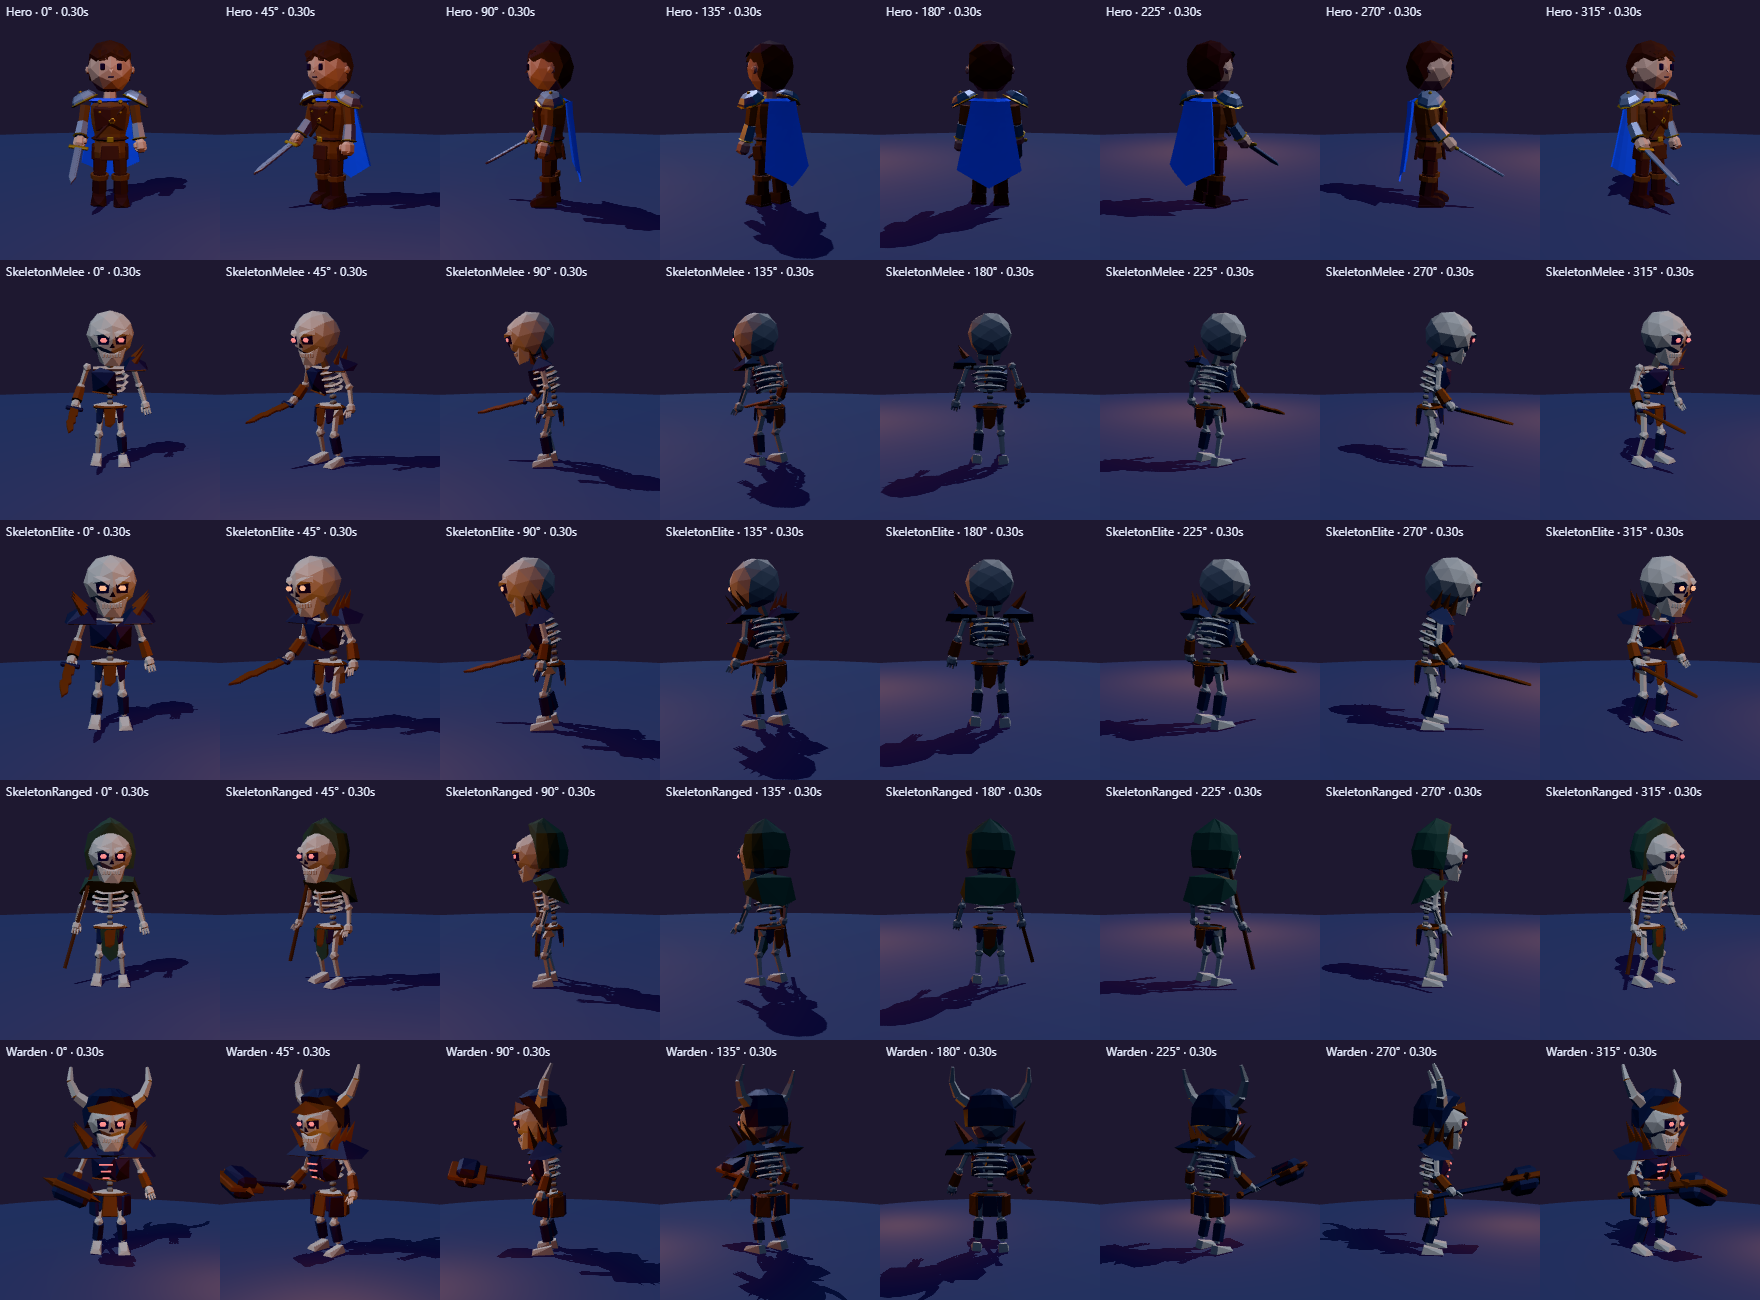 Hero · 0° · 0.30s
Hero · 45° · 0.30s
Hero · 90° · 0.30s
Hero · 135° · 0.30s
Hero · 180° · 0.30s
Hero · 225° · 0.30s
Hero · 270° · 0.30s
Hero · 315° · 0.30s
SkeletonMelee · 0° · 0.30s
SkeletonMelee · 45° · 0.30s
SkeletonMelee · 90° · 0.30s
SkeletonMelee · 135° · 0.30s
SkeletonMelee · 180° · 0.30s
SkeletonMelee · 225° · 0.30s
SkeletonMelee · 270° · 0.30s
SkeletonMelee · 315° · 0.30s
SkeletonElite · 0° · 0.30s
SkeletonElite · 45° · 0.30s
SkeletonElite · 90° · 0.30s
SkeletonElite · 135° · 0.30s
SkeletonElite · 180° · 0.30s
SkeletonElite · 225° · 0.30s
SkeletonElite · 270° · 0.30s
SkeletonElite · 315° · 0.30s
SkeletonRanged · 0° · 0.30s
SkeletonRanged · 45° · 0.30s
SkeletonRanged · 90° · 0.30s
SkeletonRanged · 135° · 0.30s
SkeletonRanged · 180° · 0.30s
SkeletonRanged · 225° · 0.30s
SkeletonRanged · 270° · 0.30s
SkeletonRanged · 315° · 0.30s
Warden · 0° · 0.30s
Warden · 45° · 0.30s
Warden · 90° · 0.30s
Warden · 135° · 0.30s
Warden · 180° · 0.30s
Warden · 225° · 0.30s
Warden · 270° · 0.30s
Warden · 315° · 0.30s